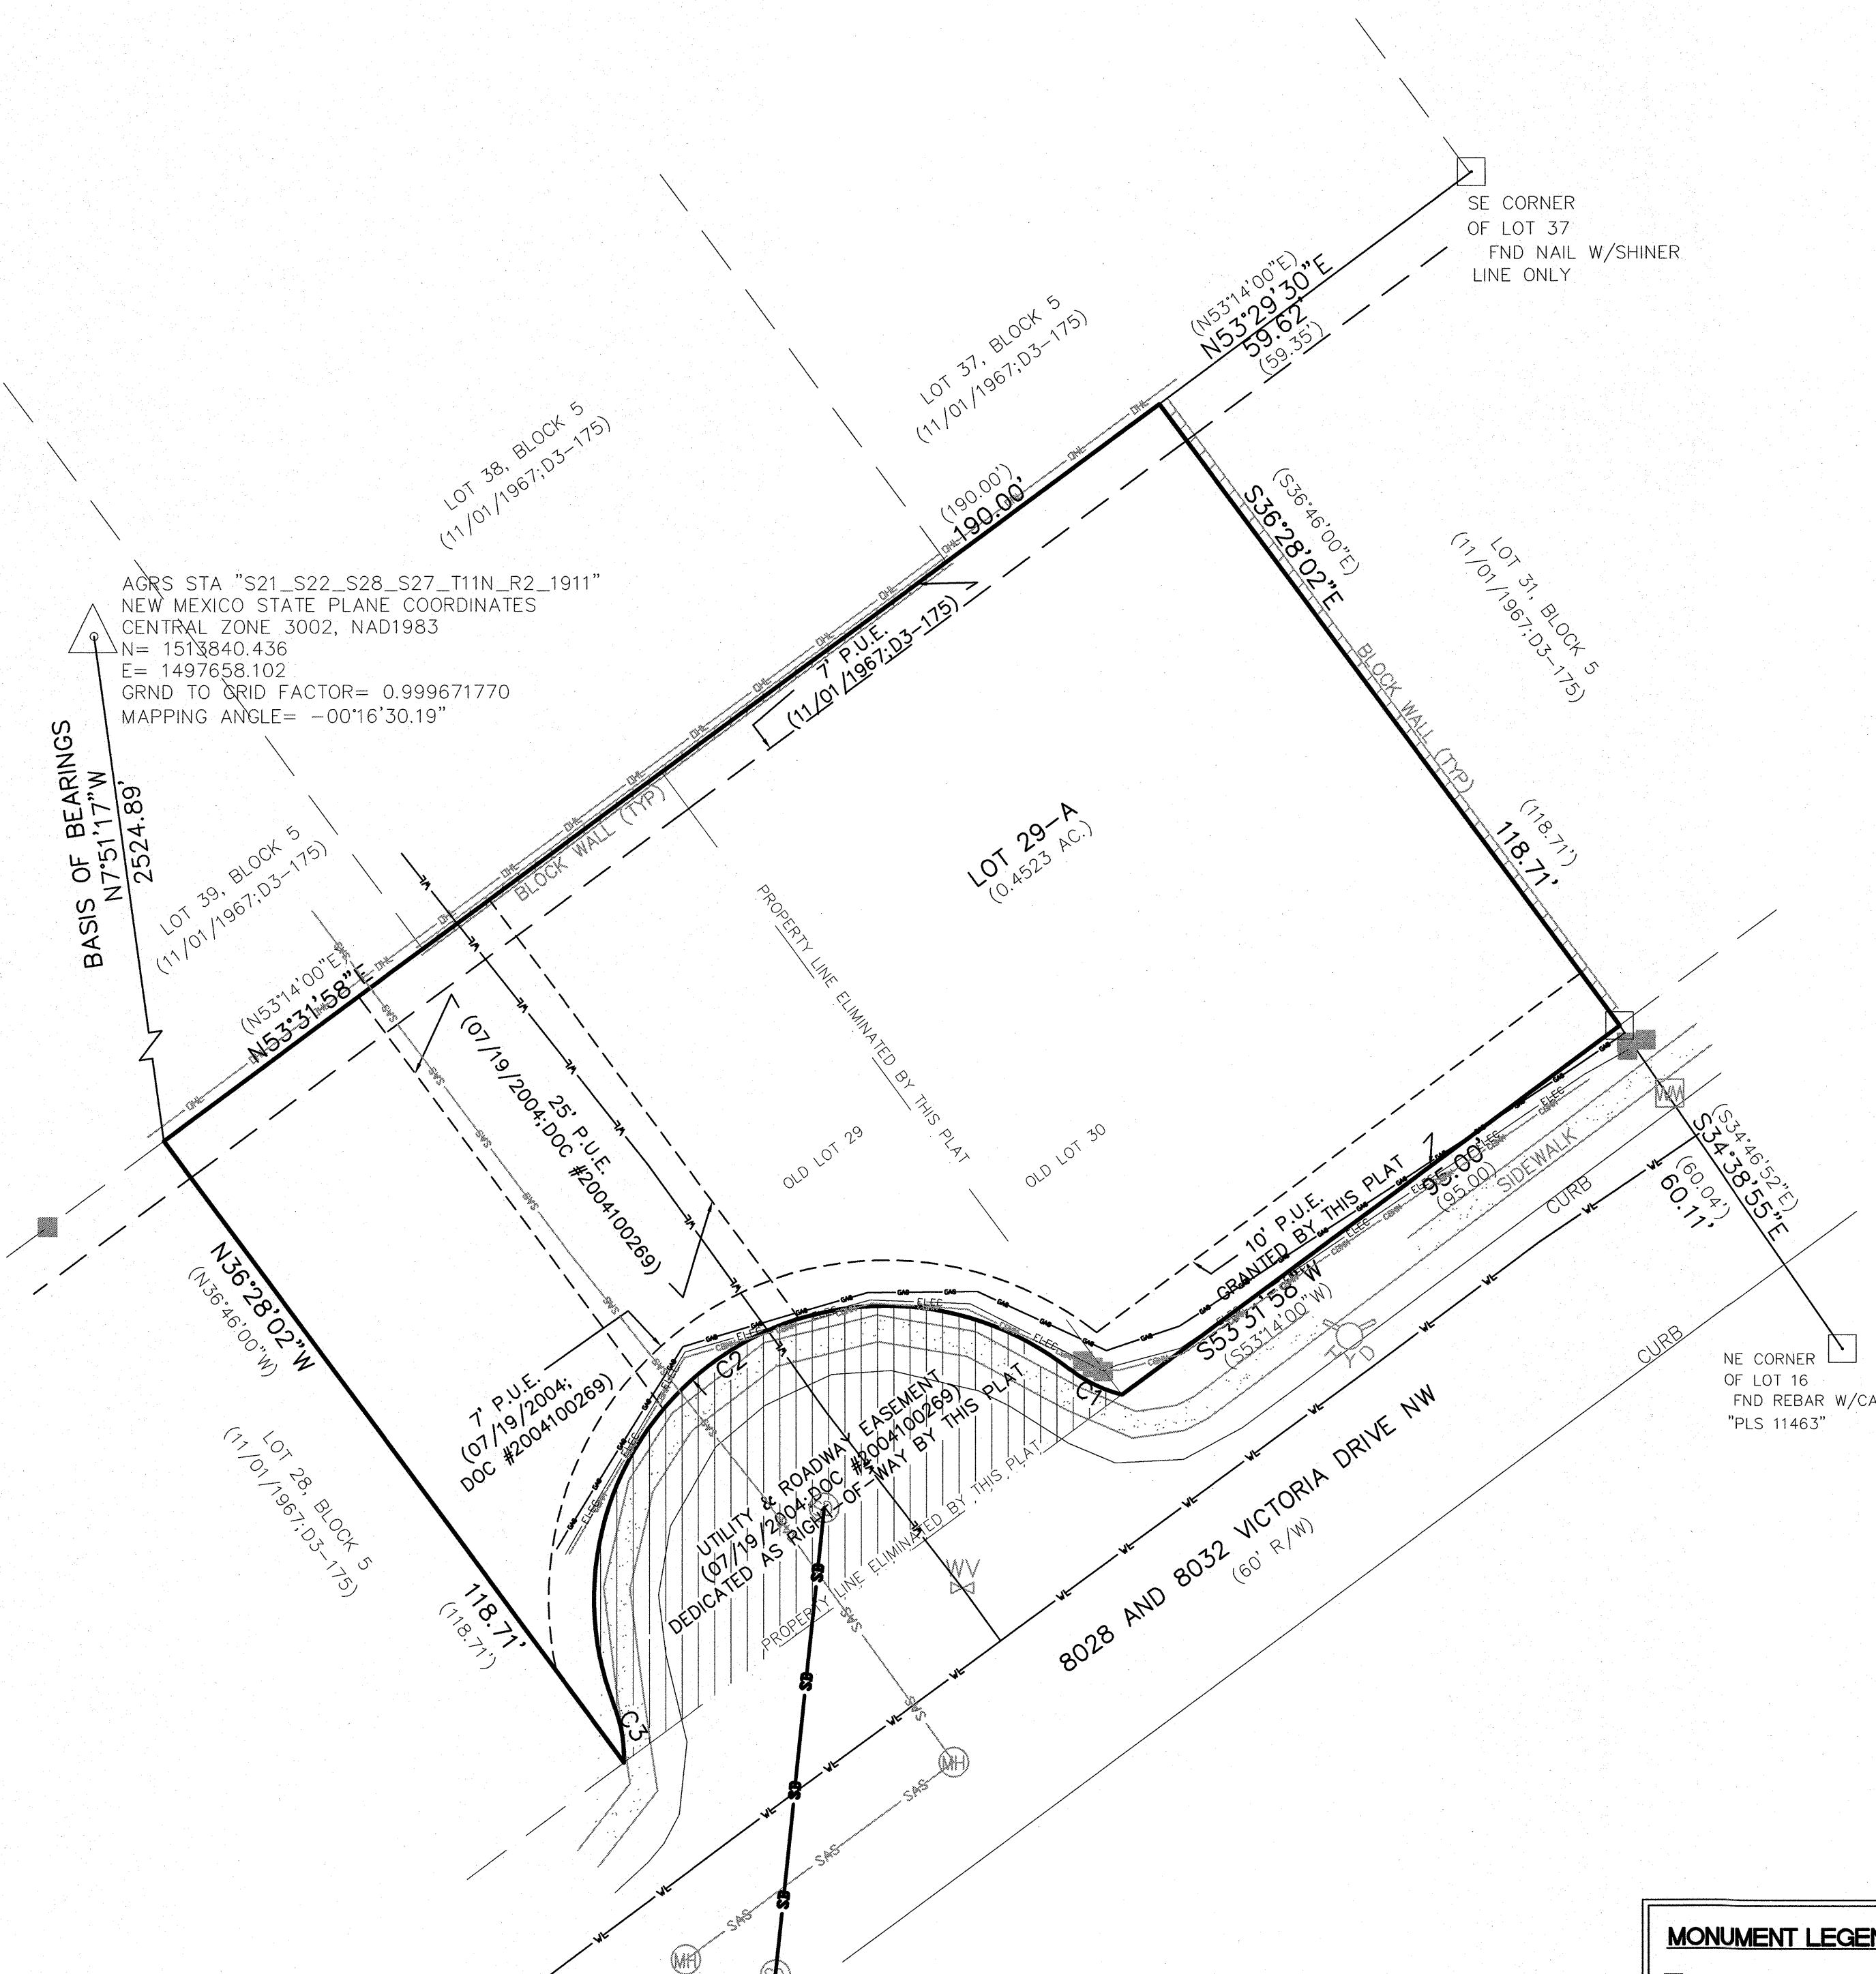 SE CORNER
OF LOT 37
FND NAIL W/SHINER
LINE ONLY
(N53°14'00"E)
N53°29'30"E
59.62'
(59.35')
LOT 37, BLOCK 5
(11/01/1967;D3-175)
LOT 38, BLOCK 5
(11/01/1967;D3-175)
(190.00')
190.00'
(S36°46'00"E)
S36°28'02"E
LOT 31, BLOCK 5
(11/01/1967;D3-175)
BLOCK WALL (TYP)
(118.71')
118.71'
AGRS STA "S21_S22_S28_S27_T11N_R2_1911"
NEW MEXICO STATE PLANE COORDINATES
CENTRAL ZONE 3002, NAD1983
N= 1513840.436
E= 1497658.102
GRND TO GRID FACTOR= 0.999671770
MAPPING ANGLE= -00°16'30.19"
BASIS OF BEARINGS
N7°51'17"W
2524.89'
7' P.U.E.
(11/01/1967;D3-175)
BLOCK WALL (TYP)
LOT 29-A
(0.4523 AC.)
LOT 39, BLOCK 5
(11/01/1967;D3-175)
(N53°14'00"E)
N53°31'58"E
PROPERTY LINE ELIMINATED BY THIS PLAT
25' P.U.E.
(07/19/2004;DOC #2004100269)
OLD LOT 29
OLD LOT 30
10' P.U.E.
GRANTED BY THIS PLAT
95.00'
(95.00')
SIDEWALK
CURB
WM
(S34°46'52"E)
S34°38'55"E
(60.04')
60.11'
S53°31'58"W
(S53°14'00"W)
TYD
CURB
NE CORNER
OF LOT 16
FND REBAR W/CA
"PLS 11463"
N36°28'02"W
(N36°46'00"W)
7' P.U.E.
(07/19/2004;
DOC #2004100269)
C2
C1
UTILITY & ROADWAY EASEMENT
(07/19/2004;DOC #2004100269)
DEDICATED AS RIGHT-OF-WAY BY THIS PLAT
PROPERTY LINE ELIMINATED BY THIS PLAT
LOT 28, BLOCK 5
(11/01/1967;D3-175)
118.71'
(118.71')
C3
WV
8028 AND 8032 VICTORIA DRIVE NW
(60' R/W)
OHL
WL
SAS
GAS
ELEC
COMM
SD
MH
MH
MONUMENT LEGEN